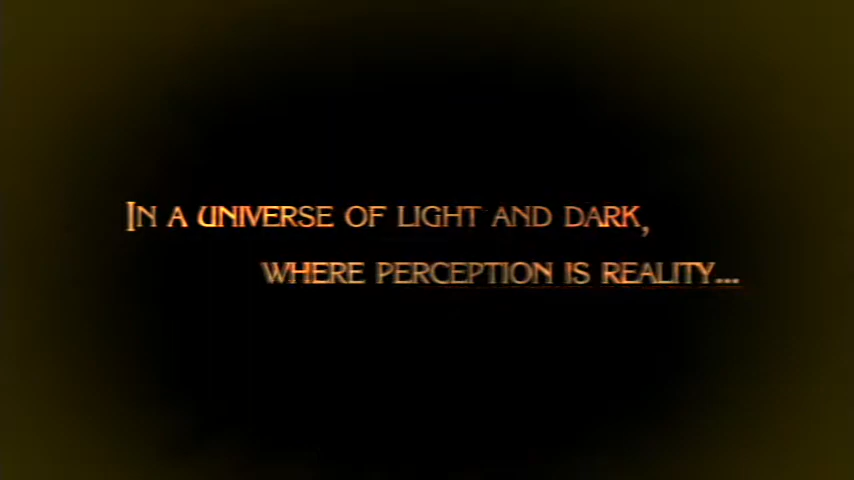 In a universe of light and dark,
where perception is reality...